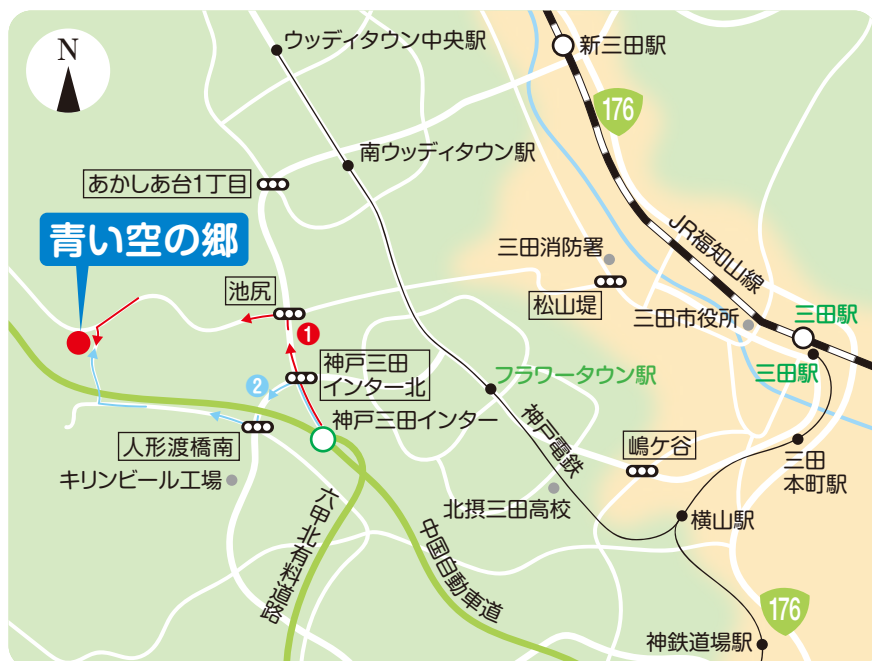 N
ウッディタウン中央駅
新三田駅
176
南ウッディタウン駅
あかしあ台1丁目
JR福知山線
青い空の郷
三田消防署
池尻
松山堤
三田市役所
三田駅
1
神戸三田
インター北
三田駅
フラワータウン駅
2
神戸三田インター
神戸電鉄
人形渡橋南
嶋ケ谷
三田
本町駅
キリンビール工場
北摂三田高校
横山駅
六甲北有料道路
中国自動車道
176
神鉄道場駅